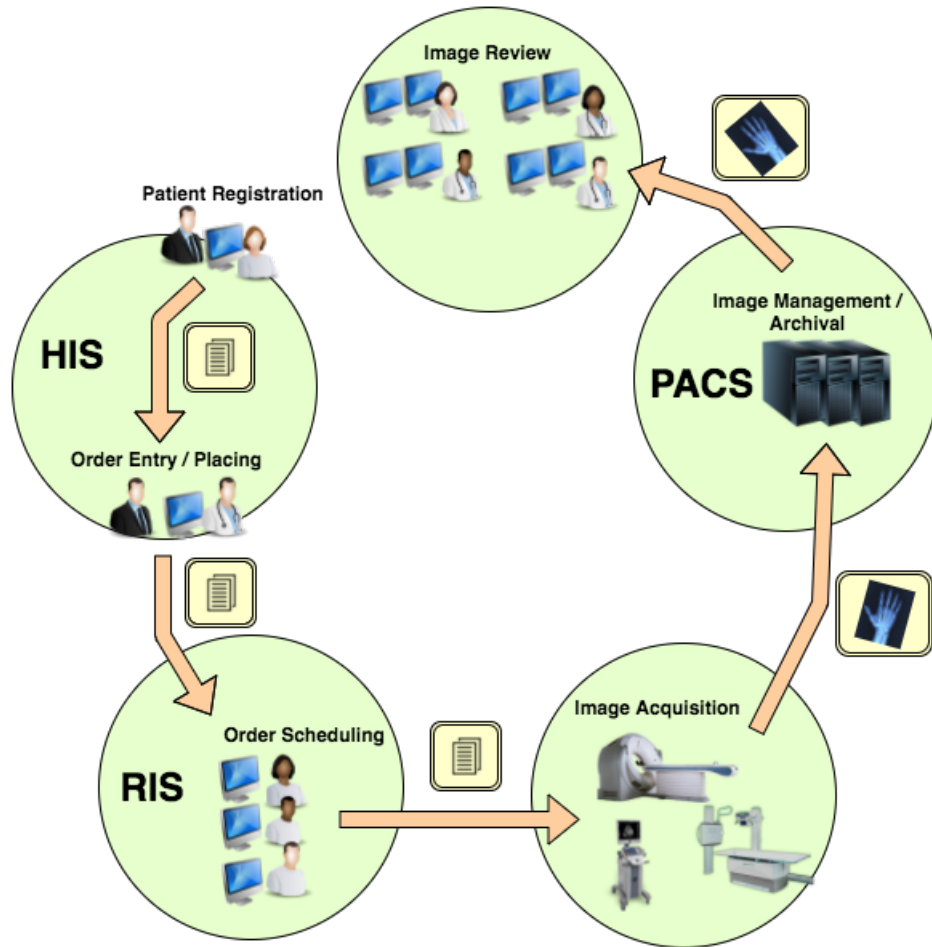 Image Review
Patient Registration
HIS
Order Entry / Placing
RIS
Order Scheduling
Image Acquisition
PACS
Image Management /
Archival